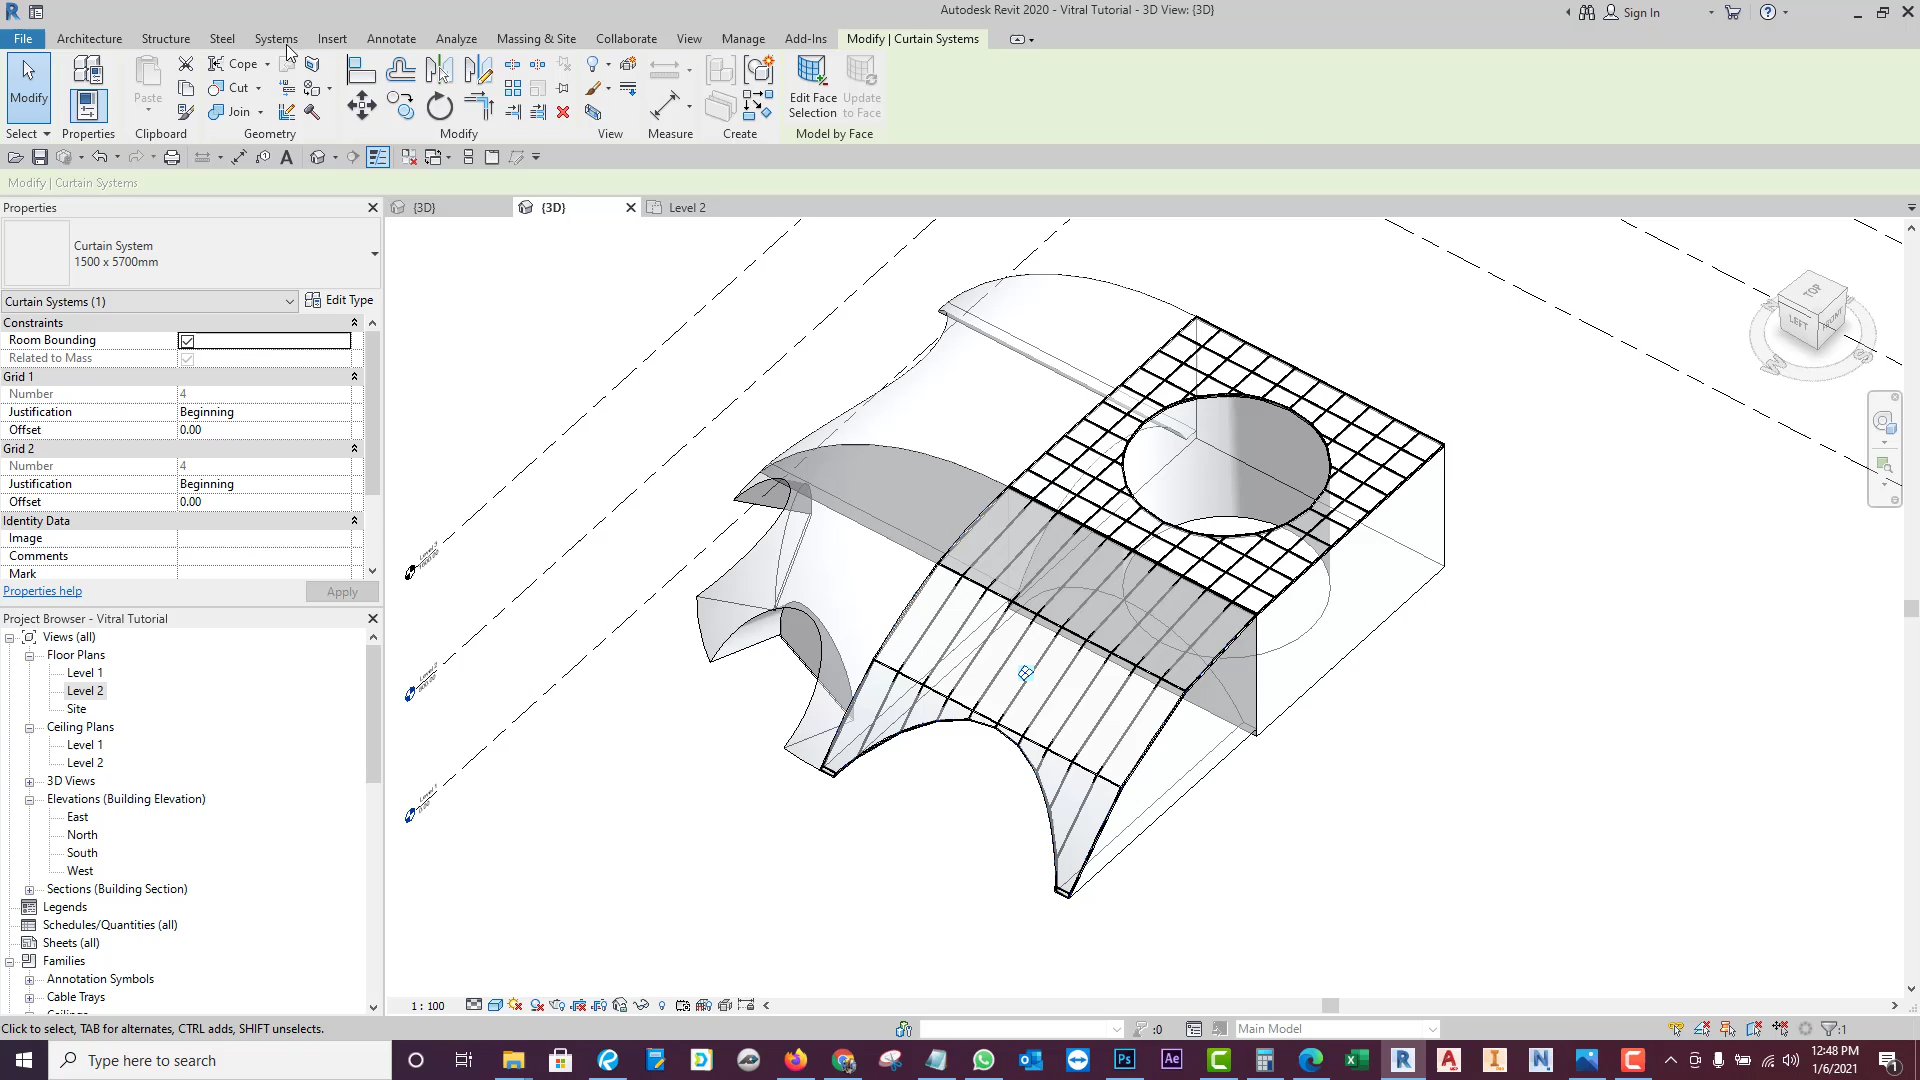 Autodesk Revit 2020 - Vitral Tutorial - 3D View: {3D}
Sign In
File
Architecture
Structure
Steel
Systems
Insert
Annotate
Analyze
Massing & Site
Collaborate
View
Manage
Add-Ins
Modify | Curtain Systems
Modify
Cope
Cut
Join
Paste
Edit Face
Selection
Update
to Face
Select
Properties
Clipboard
Geometry
Modify
View
Measure
Create
Model by Face
Modify | Curtain Systems
Properties
{3D}
{3D}
Level 2
Curtain System
1500 x 5700mm
Curtain Systems (1)
Edit Type
Constraints
Room Bounding
Related to Mass
Grid 1
Number 4
Justification Beginning
Offset 0.00
Grid 2
Number 4
Justification Beginning
Offset 0.00
Identity Data
Image
Comments
Mark
Properties help
Apply
TOP
LEFT
FRONT
Project Browser - Vitral Tutorial
Views (all)
Floor Plans
Level 1
Level 2
Site
Ceiling Plans
Level 1
Level 2
3D Views
Elevations (Building Elevation)
East
North
South
West
Sections (Building Section)
Legends
Schedules/Quantities (all)
Sheets (all)
Families
Annotation Symbols
Cable Trays
1 : 100
Click to select, TAB for alternates, CTRL adds, SHIFT unselects.
:0
Main Model
:1
Type here to search
12:48 PM
1/6/2021